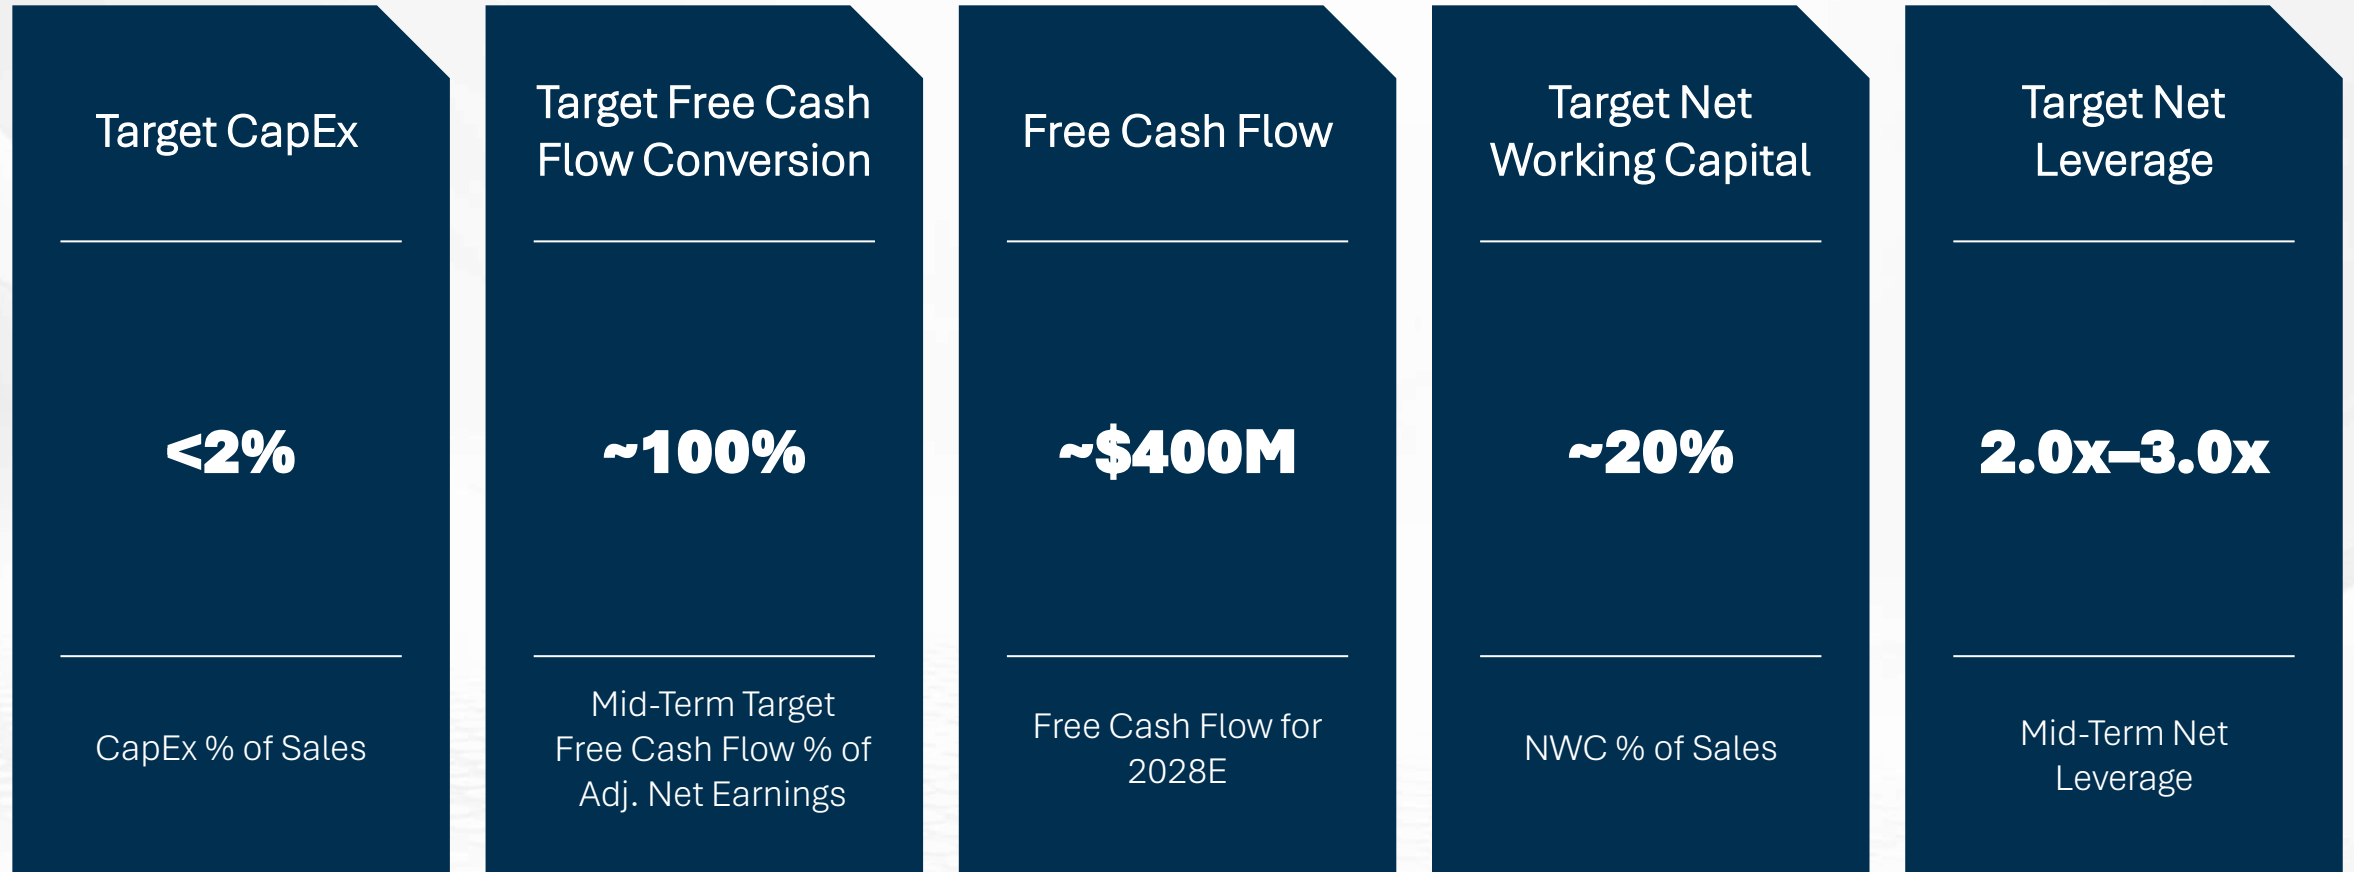 Target CapEx
<2%
CapEx % of Sales
Target Free Cash
Flow Conversion
~100%
Mid-Term Target
Free Cash Flow % of
Adj. Net Earnings
Free Cash Flow
~$400M
Free Cash Flow for
2028E
Target Net
Working Capital
~20%
NWC % of Sales
Target Net
Leverage
2.0x–3.0x
Mid-Term Net
Leverage